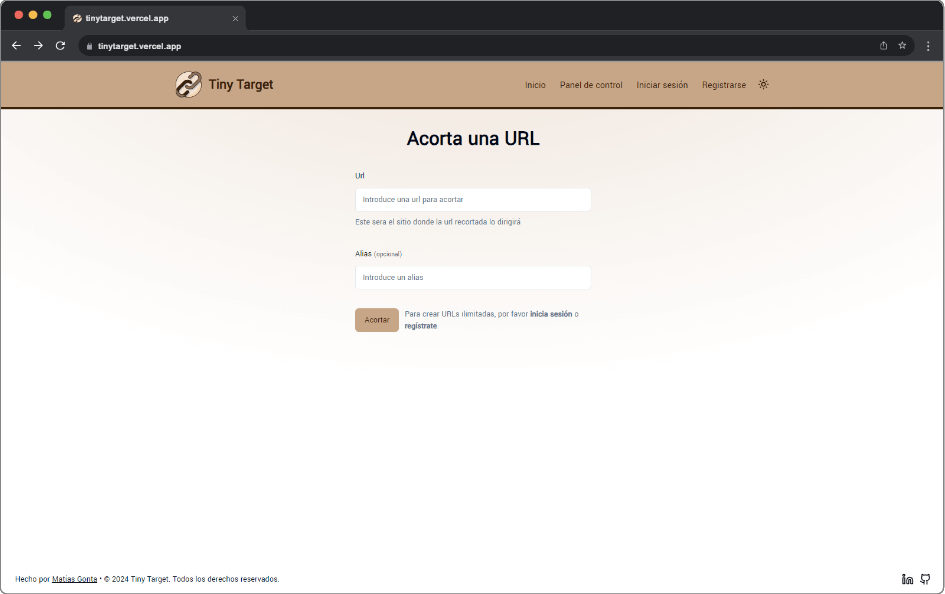 tinytarget.vercel.app
tinytarget.vercel.app
Tiny Target
Inicio Panel de control Iniciar sesión Registrarse
Acorta una URL
Url
Introduce una url para acortar
Este sera el sitio donde la url recortada lo dirigirá
Alias (opcional)
Introduce un alias
Acortar
Para crear URLs ilimitadas, por favor inicia sesión o
regístrate
Hecho por Matias Gonta • © 2024 Tiny Target. Todos los derechos reservados.